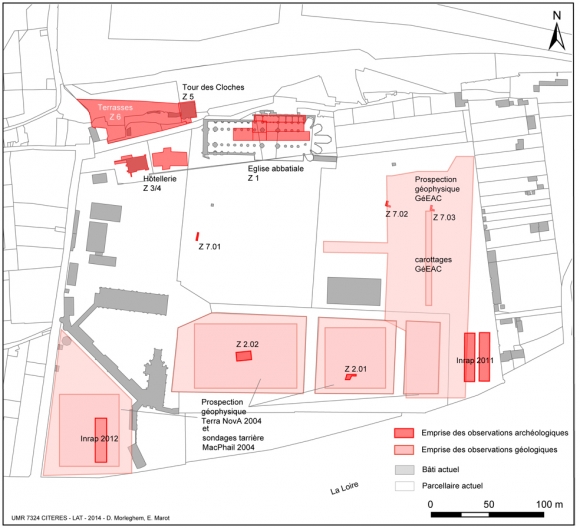 N
Tour des Cloches
Z 5
Terrasses
Z 6
Hôtellerie
Z 3/4
Eglise abbatiale
Z 1
Prospection
géophysique
GéEAC
Z 7.02
Z 7.03
Z 7.01
carottages
GéEAC
Z 2.02
Z 2.01
Inrap 2011
Prospection
géophysique
Terra NovA 2004
et
sondages tarrière
MacPhail 2004
Inrap 2012
Emprise des observations archéologiques
Emprise des observations géologiques
Bâti actuel
Parcellaire actuel
La Loire
0 50 100 m
UMR 7324 CITERES - LAT - 2014 - D. Morleghem, E. Marot